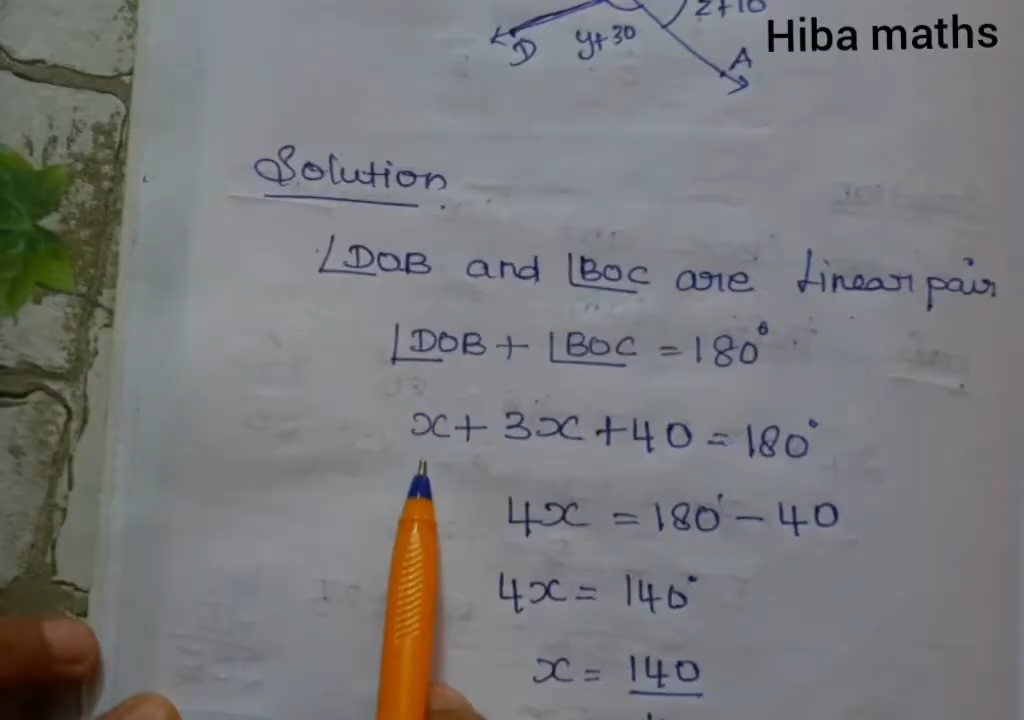 z+10
Hiba maths
D y+30 A
Solution
∠DOB and ∠BOC are Linear pair
∠DOB + ∠BOC = 180°
x + 3x + 40 = 180°
4x = 180° - 40
4x = 140°
x = 140